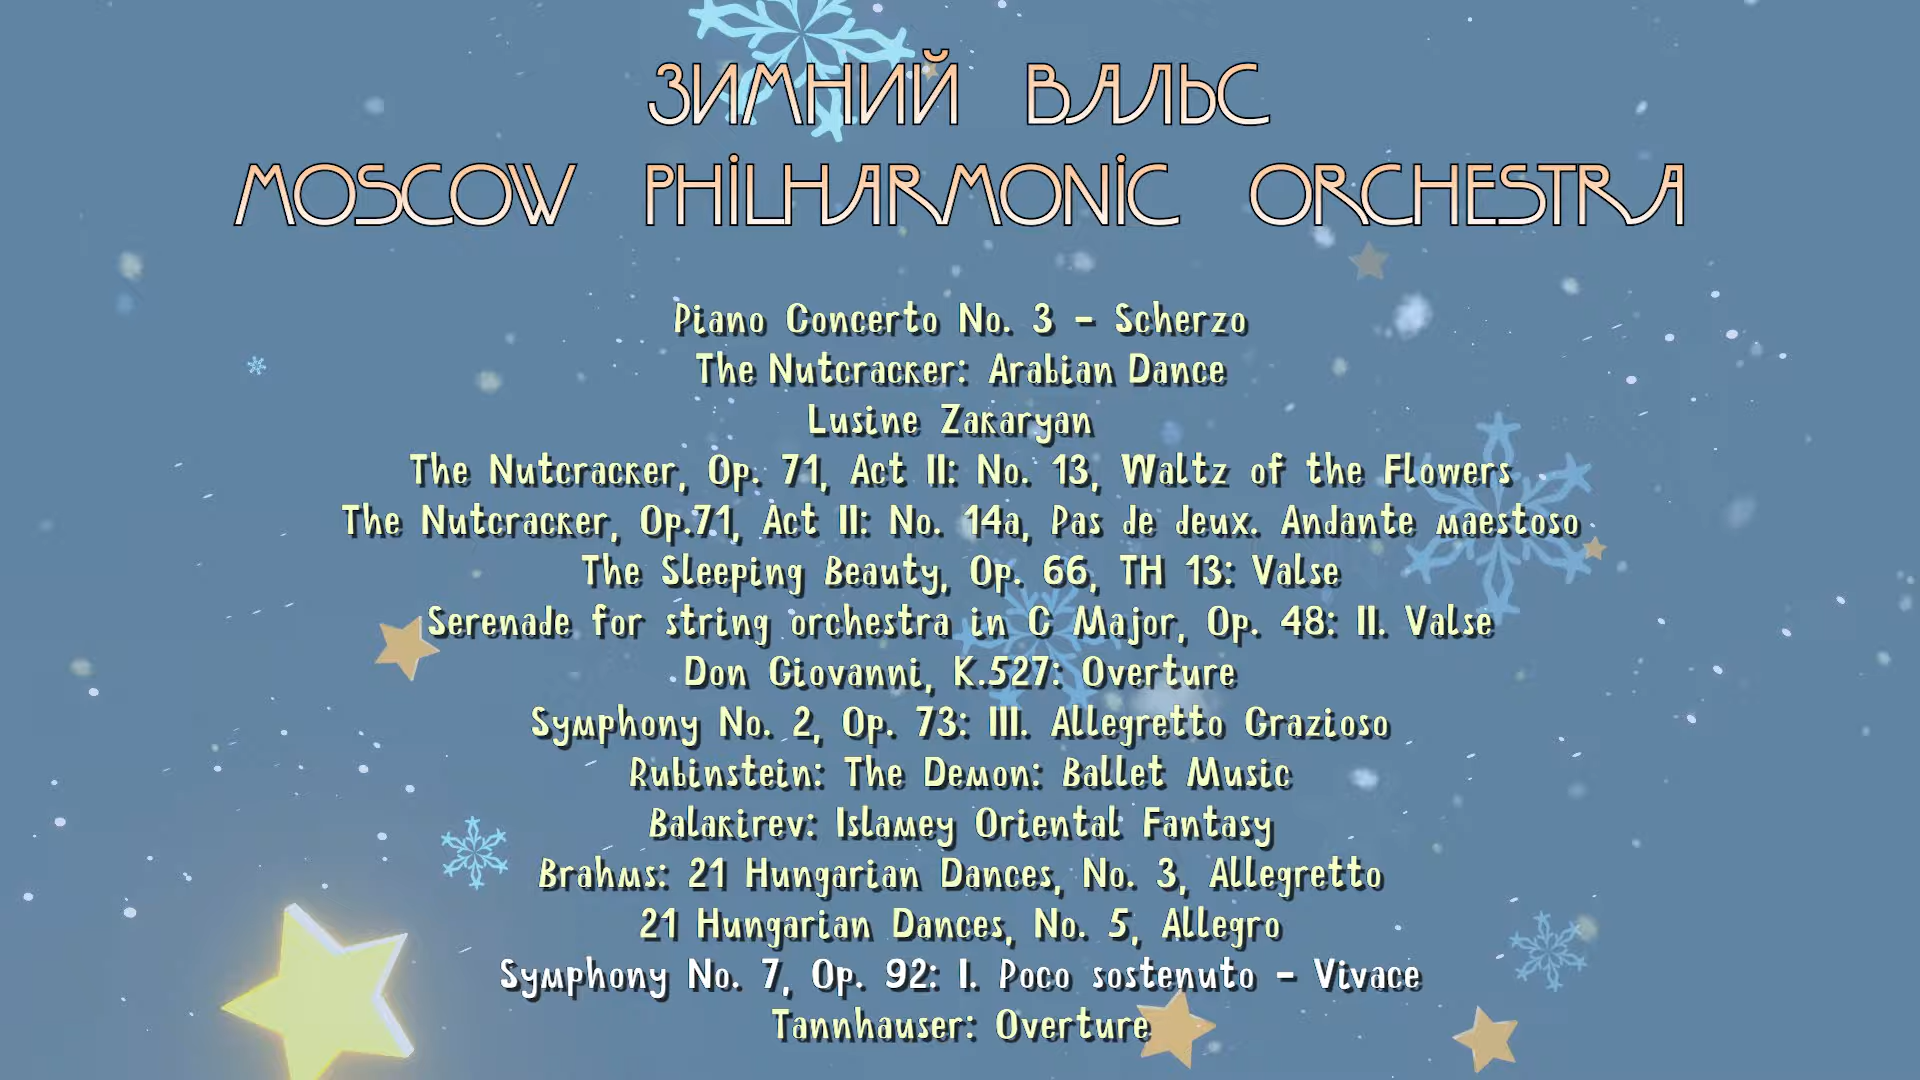 ЗИМНИЙ ВАЛЬС
MOSCOW PHILHARMONIC ORCHESTRA
Piano Concerto No. 3 - Scherzo
The Nutcracker: Arabian Dance
Lusine Zakaryan
The Nutcracker, Op. 71, Act II: No. 13, Waltz of the Flowers
The Nutcracker, Op.71, Act II: No. 14a, Pas de deux. Andante maestoso
The Sleeping Beauty, Op. 66, TH 13: Valse
Serenade for string orchestra in C Major, Op. 48: II. Valse
Don Giovanni, K.527: Overture
Symphony No. 2, Op. 73: III. Allegretto Grazioso
Rubinstein: The Demon: Ballet Music
Balakirev: Islamey Oriental Fantasy
Brahms: 21 Hungarian Dances, No. 3, Allegretto
21 Hungarian Dances, No. 5, Allegro
Symphony No. 7, Op. 92: I. Poco sostenuto - Vivace
Tannhauser: Overture